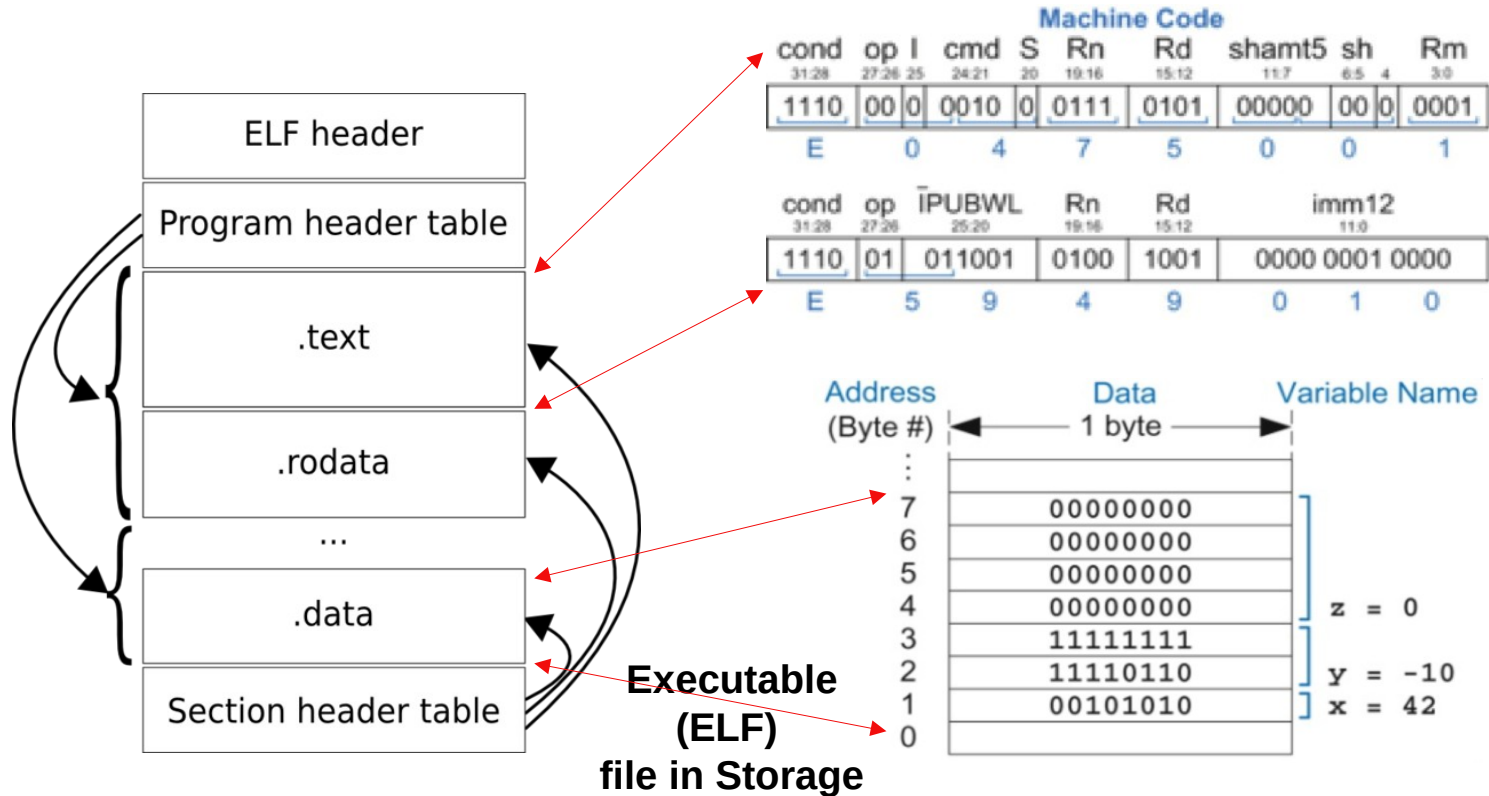 ELF header
Program header table
.text
.rodata
...
.data
Section header table
Executable
(ELF)
file in Storage
Machine Code
cond op I cmd S Rn Rd shamt5 sh Rm
31:28 27:26 25 24:21 20 19:16 15:12 11:7 6:5 4 3:0
1110 00 0 0010 0 0111 0101 00000 00 0 0001
E 0 4 7 5 0 0 1
cond op I̅PUBWL Rn Rd imm12
31:28 27:26 25:20 19:16 15:12 11:0
1110 01 011001 0100 1001 0000 0001 0000
E 5 9 4 9 0 1 0
Address Data Variable Name
(Byte #) 1 byte
⋮
7 00000000
6 00000000
5 00000000
4 00000000 z = 0
3 11111111
2 11110110 y = -10
1 00101010 x = 42
0